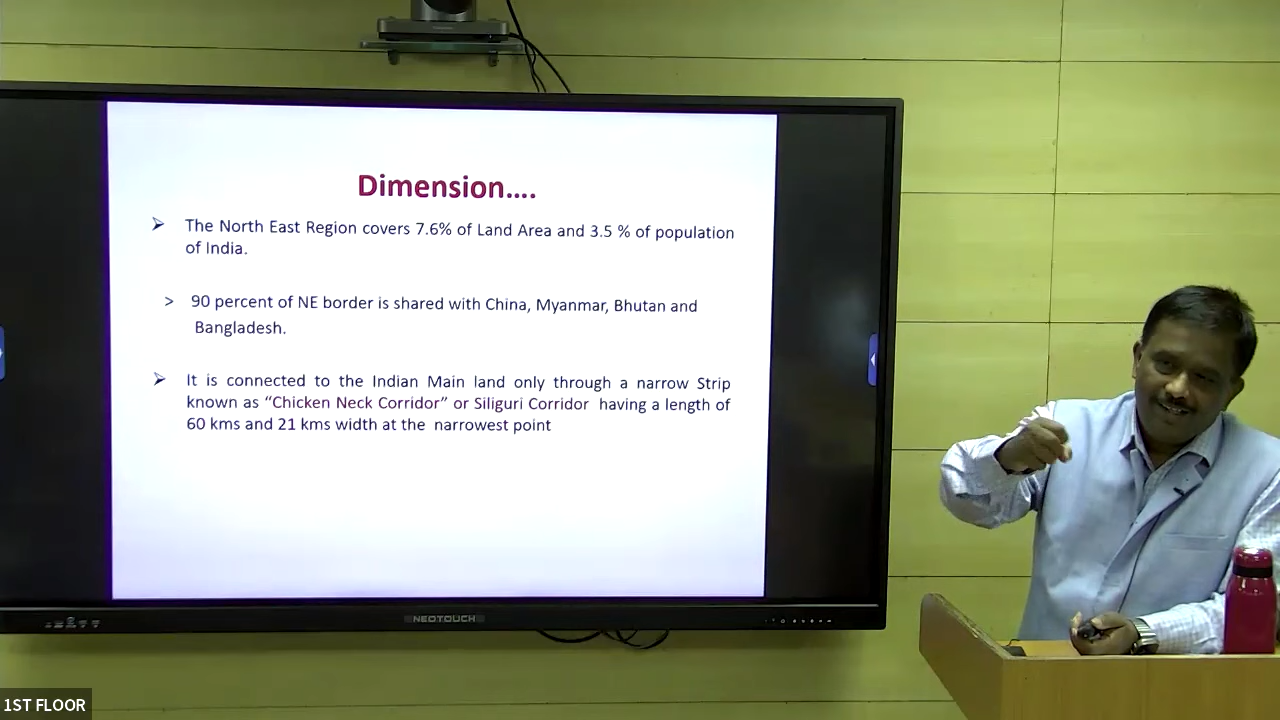 Dimension....
➢ The North East Region covers 7.6% of Land Area and 3.5 % of population
of India.
> 90 percent of NE border is shared with China, Myanmar, Bhutan and
Bangladesh.
➢ It is connected to the Indian Main land only through a narrow Strip
known as “Chicken Neck Corridor” or Siliguri Corridor having a length of
60 kms and 21 kms width at the narrowest point
NEOTOUCH
1ST FLOOR